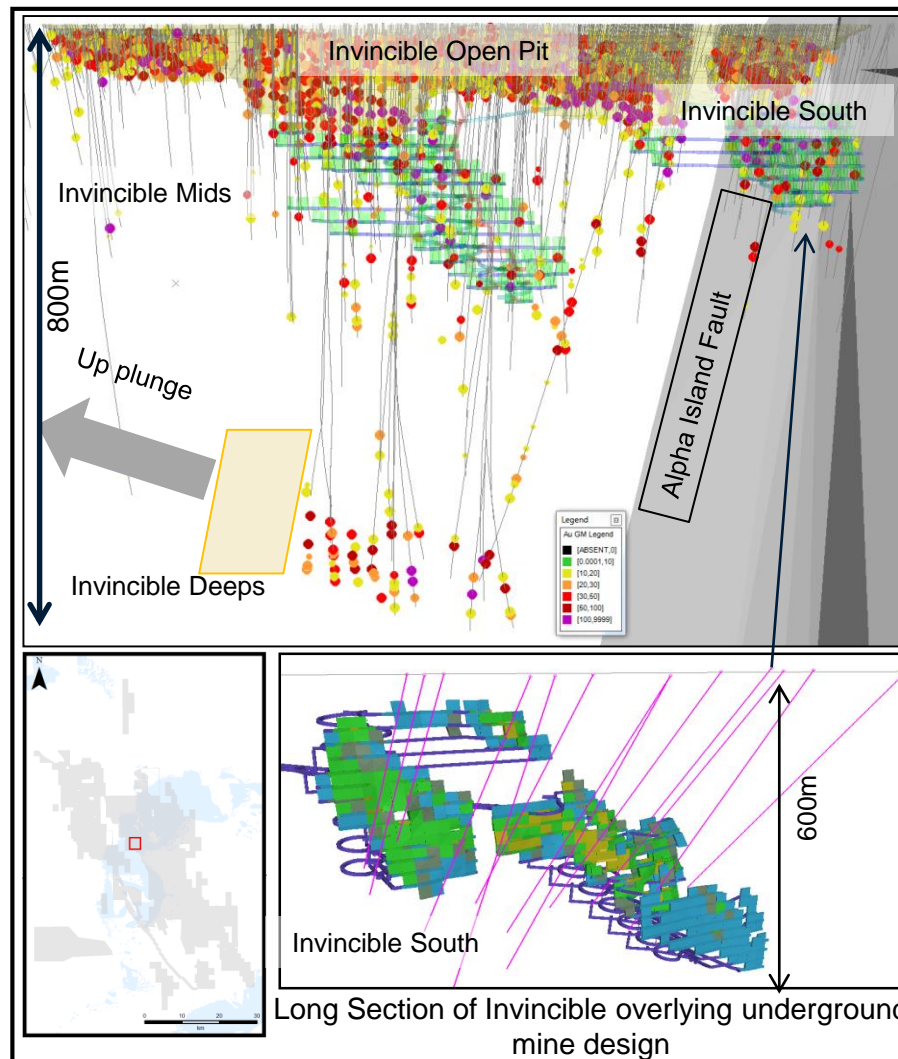 Invincible Open Pit
Invincible South
Invincible Mids
800m
Up plunge
Alpha Island Fault
Invincible Deeps
Legend
Au GM Legend
[ABSENT,0]
[0.0001,10]
[10,20]
[20,30]
[30,50]
[50,100]
[100,9999]
N
0 10 20 30
km
600m
Invincible South
Long Section of Invincible overlying underground
mine design